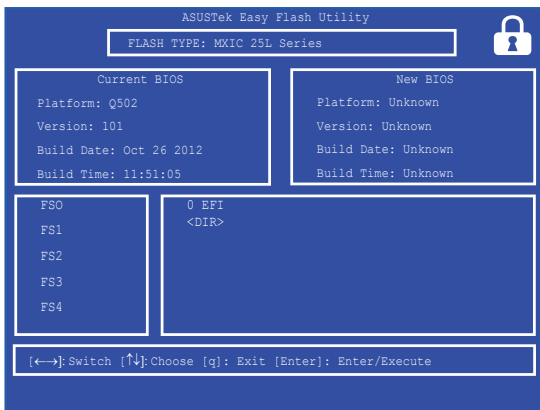 ASUSTek Easy Flash Utility
FLASH TYPE: MXIC 25L Series
Current BIOS
Platform: Q502
Version: 101
Build Date: Oct 26 2012
Build Time: 11:51:05
New BIOS
Platform: Unknown
Version: Unknown
Build Date: Unknown
Build Time: Unknown
FSO
FS1
FS2
FS3
FS4
0 EFI
<DIR>
[←→]: Switch [↑↓]: Choose [q]: Exit [Enter]: Enter/Execute